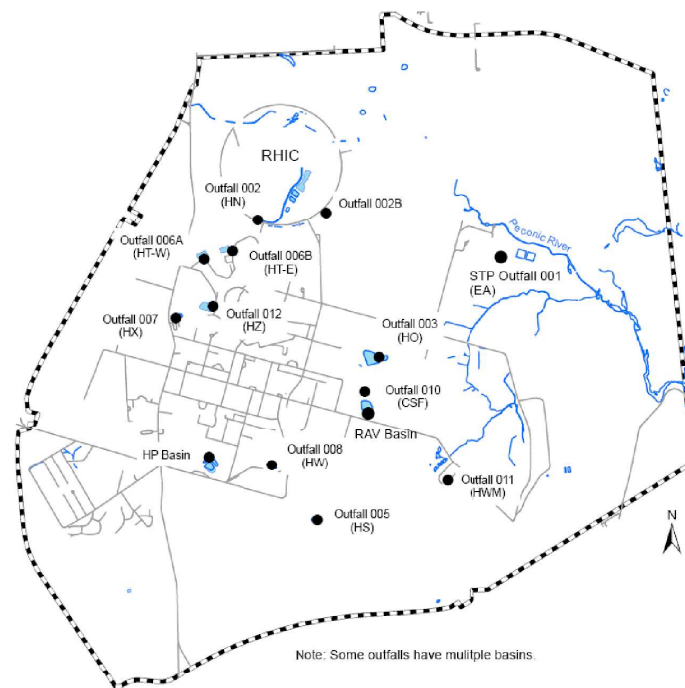 RHIC
Outfall 002
(HN)
Outfall 002B
Outfall 006A
(HT-W)
Outfall 006B
(HT-E)
Peconic River
STP Outfall 001
(EA)
Outfall 012
(HZ)
Outfall 007
(HX)
Outfall 003
(HO)
Outfall 010
(CSF)
RAV Basin
HP Basin
Outfall 008
(HW)
Outfall 011
(HWM)
Outfall 005
(HS)
N
Note: Some outfalls have mulitple basins.